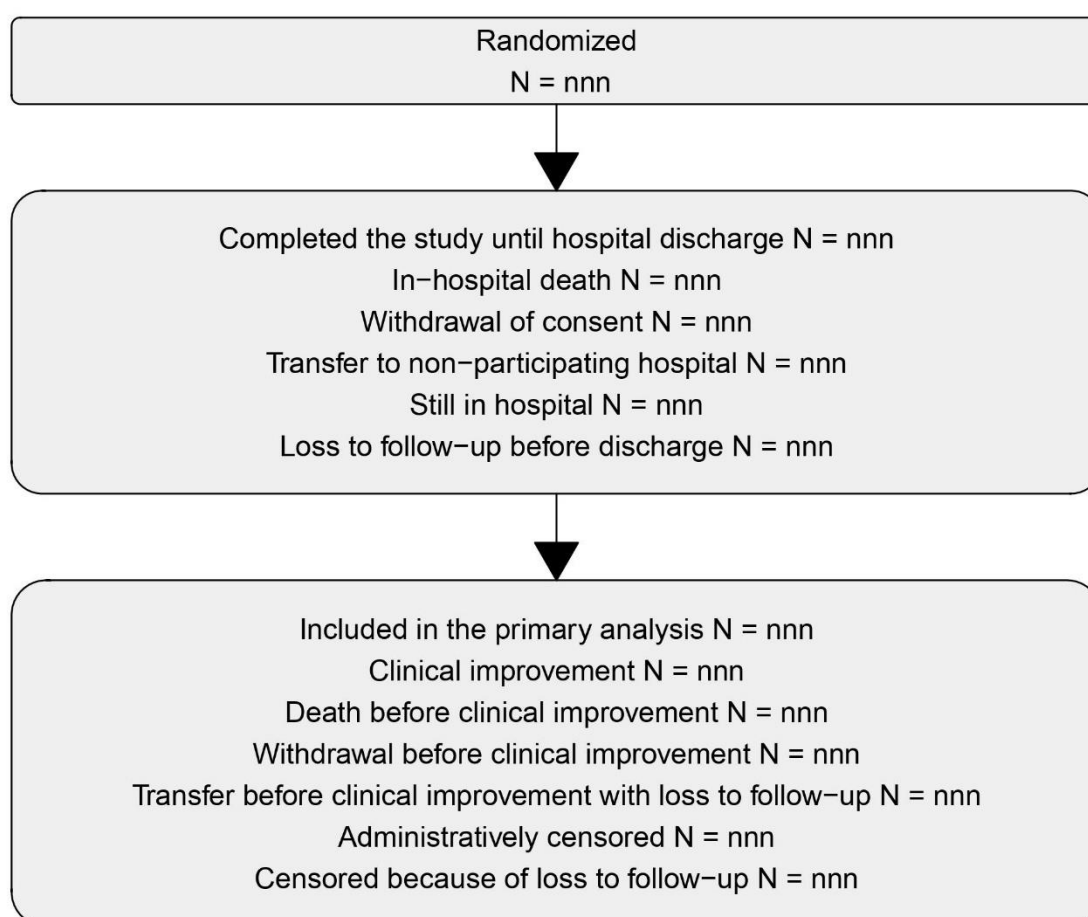 Randomized
N = nnn
Completed the study until hospital discharge N = nnn
In−hospital death N = nnn
Withdrawal of consent N = nnn
Transfer to non−participating hospital N = nnn
Still in hospital N = nnn
Loss to follow−up before discharge N = nnn
Included in the primary analysis N = nnn
Clinical improvement N = nnn
Death before clinical improvement N = nnn
Withdrawal before clinical improvement N = nnn
Transfer before clinical improvement with loss to follow−up N = nnn
Administratively censored N = nnn
Censored because of loss to follow−up N = nnn